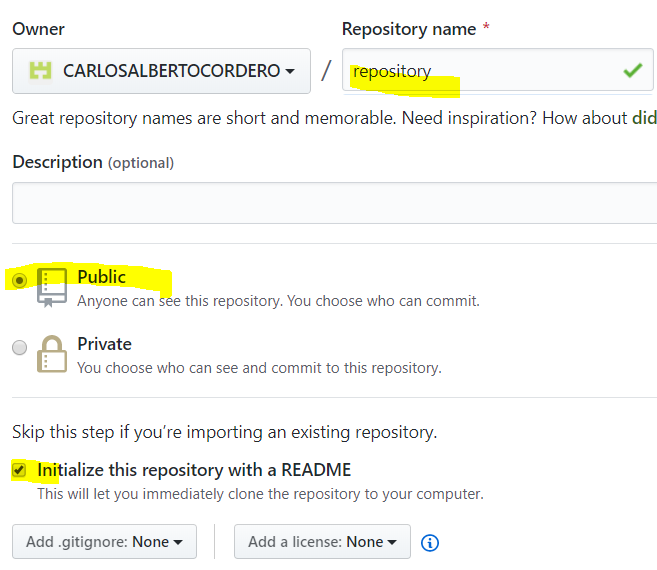 Owner
Repository name *
CARLOSALBERTOCORDERO / repository
Great repository names are short and memorable. Need inspiration? How about did
Description (optional)
Public
Anyone can see this repository. You choose who can commit.
Private
You choose who can see and commit to this repository.
Skip this step if you're importing an existing repository.
Initialize this repository with a README
This will let you immediately clone the repository to your computer.
Add .gitignore: None
Add a license: None